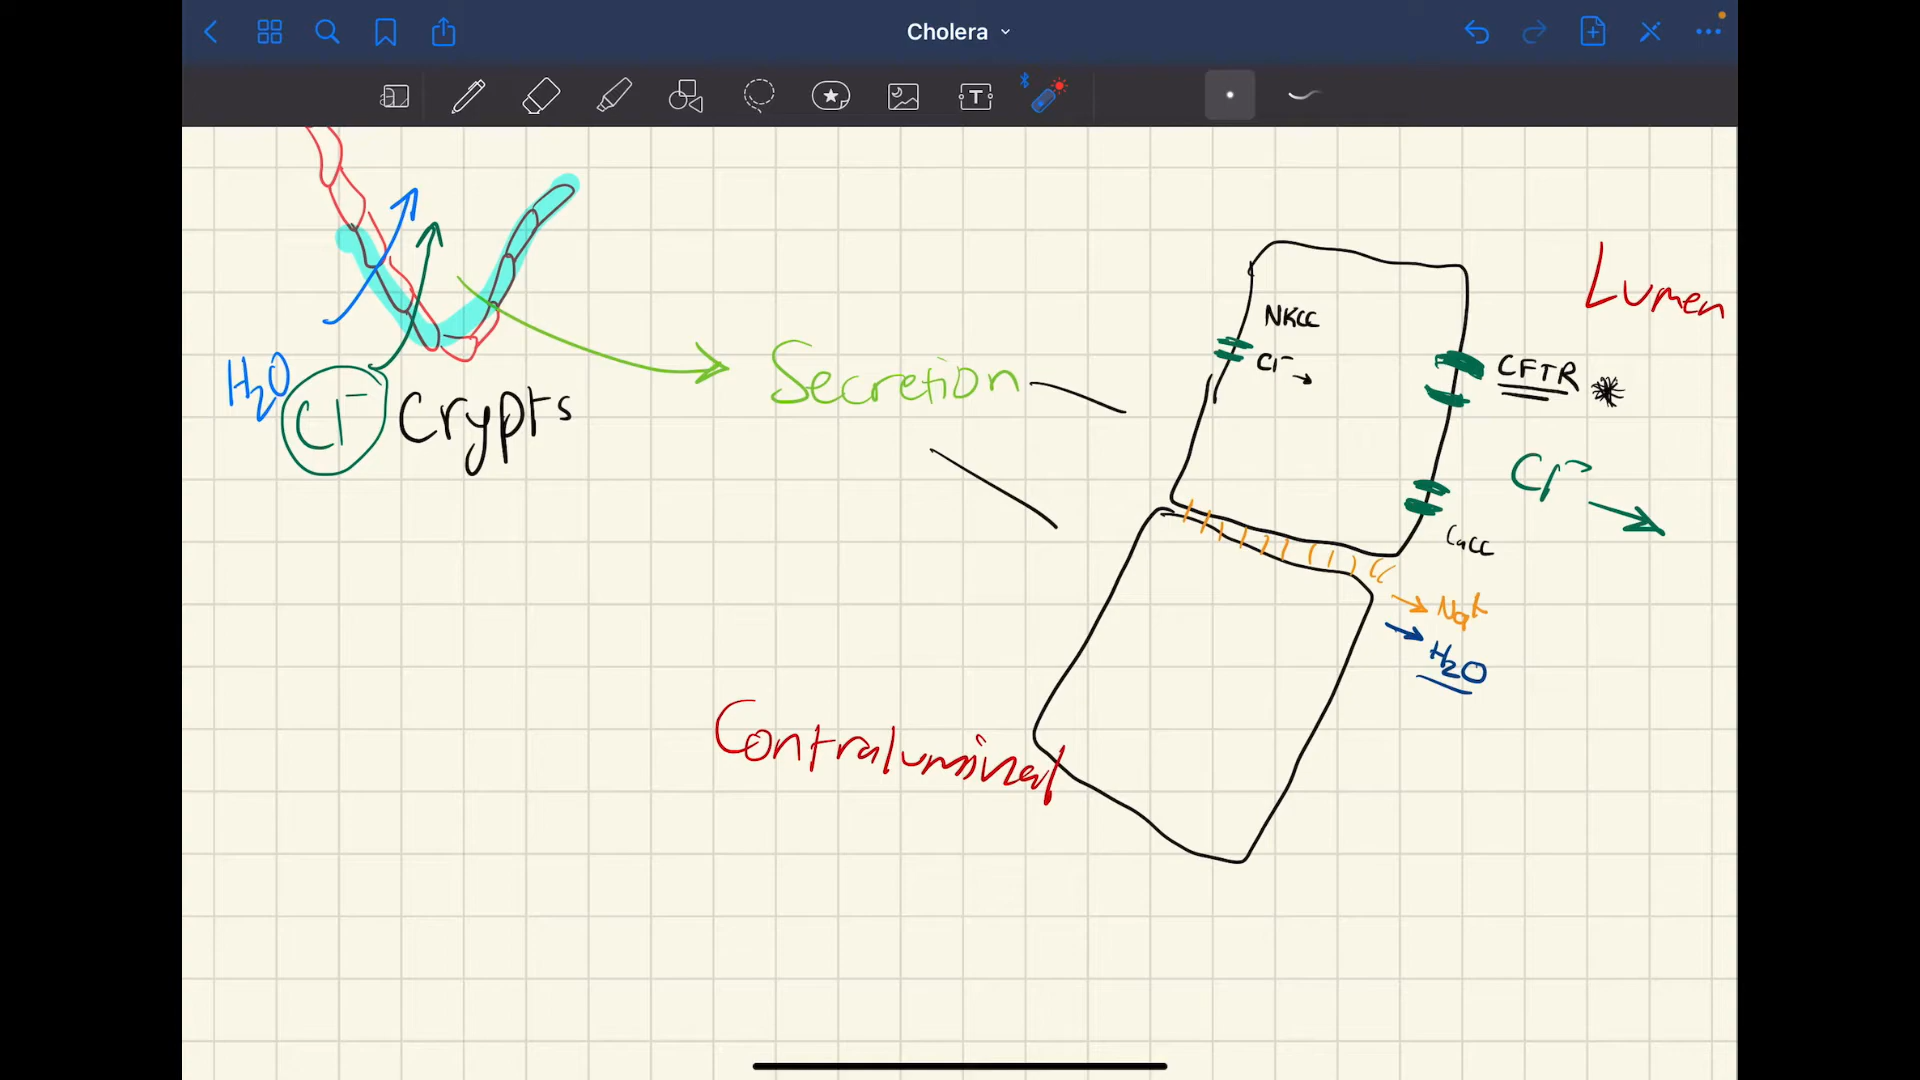 Cholera
T
Lumen
NKCC
Cl⁻
CFTR
H₂O
Cl⁻
Crypts
Secretion
Cl⁻
CaCC
Na⁺
H₂O
Contraluminal